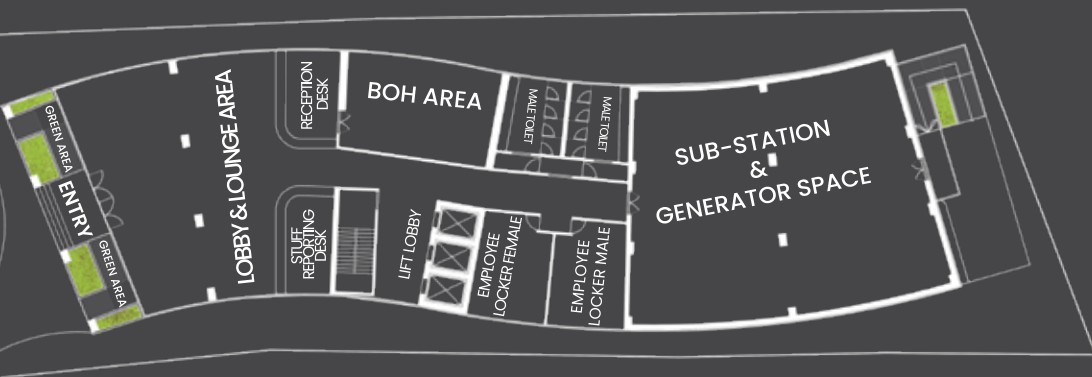 GREEN AREA
ENTRY
GREEN AREA
LOBBY & LOUNGE AREA
RECEPTION
DESK
STUFF
REPORTING
DESK
BOH AREA
LIFT LOBBY
EMPLOYEE
LOCKER FEMALE
MALE TOILET
MALE TOILET
EMPLOYEE
LOCKER MALE
SUB-STATION
&
GENERATOR SPACE